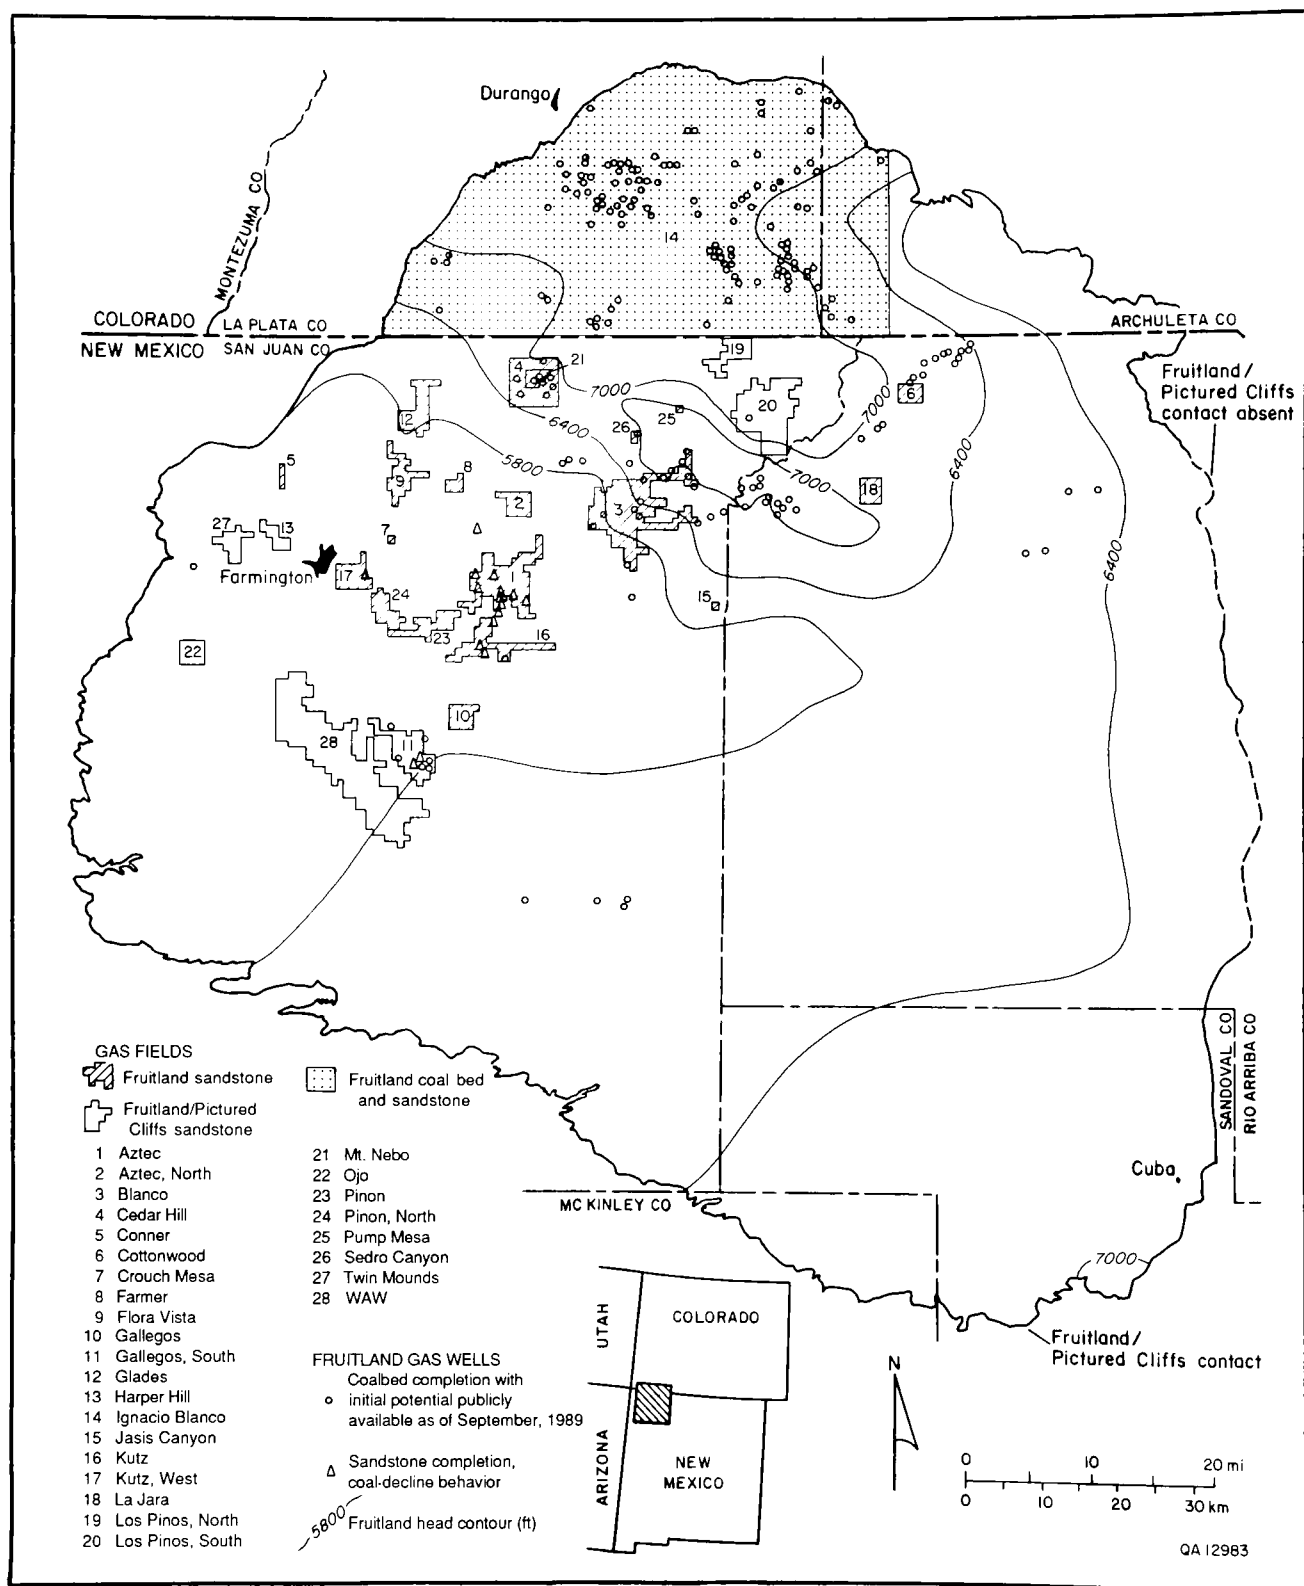 Durango
MONTEZUMA CO
14
COLORADO
LA PLATA CO
ARCHULETA CO
NEW MEXICO
SAN JUAN CO
19
4
21
Fruitland/
Pictured Cliffs
contact absent
7000
20
6
7000
12
26
25
6400
5800
6400
5
9
8
7000
18
2
3
27
13
7
Farmington
17
1
6400
24
15
23
16
22
10
28
11
GAS FIELDS
Fruitland sandstone
Fruitland/Pictured
Cliffs sandstone
Fruitland coal bed
and sandstone
1 Aztec
2 Aztec, North
3 Blanco
4 Cedar Hill
5 Conner
6 Cottonwood
7 Crouch Mesa
8 Farmer
9 Flora Vista
10 Gallegos
11 Gallegos, South
12 Glades
13 Harper Hill
14 Ignacio Blanco
15 Jasis Canyon
16 Kutz
17 Kutz, West
18 La Jara
19 Los Pinos, North
20 Los Pinos, South
21 Mt. Nebo
22 Ojo
23 Pinon
24 Pinon, North
25 Pump Mesa
26 Sedro Canyon
27 Twin Mounds
28 WAW
FRUITLAND GAS WELLS
Coalbed completion with
initial potential publicly
available as of September, 1989
Sandstone completion,
coal-decline behavior
5800
Fruitland head contour (ft)
SANDOVAL CO
RIO ARRIBA CO
Cuba
MC KINLEY CO
7000
Fruitland/
Pictured Cliffs contact
UTAH
COLORADO
ARIZONA
NEW
MEXICO
N
0 20 mi
0 10 20 30 km
QA 12983